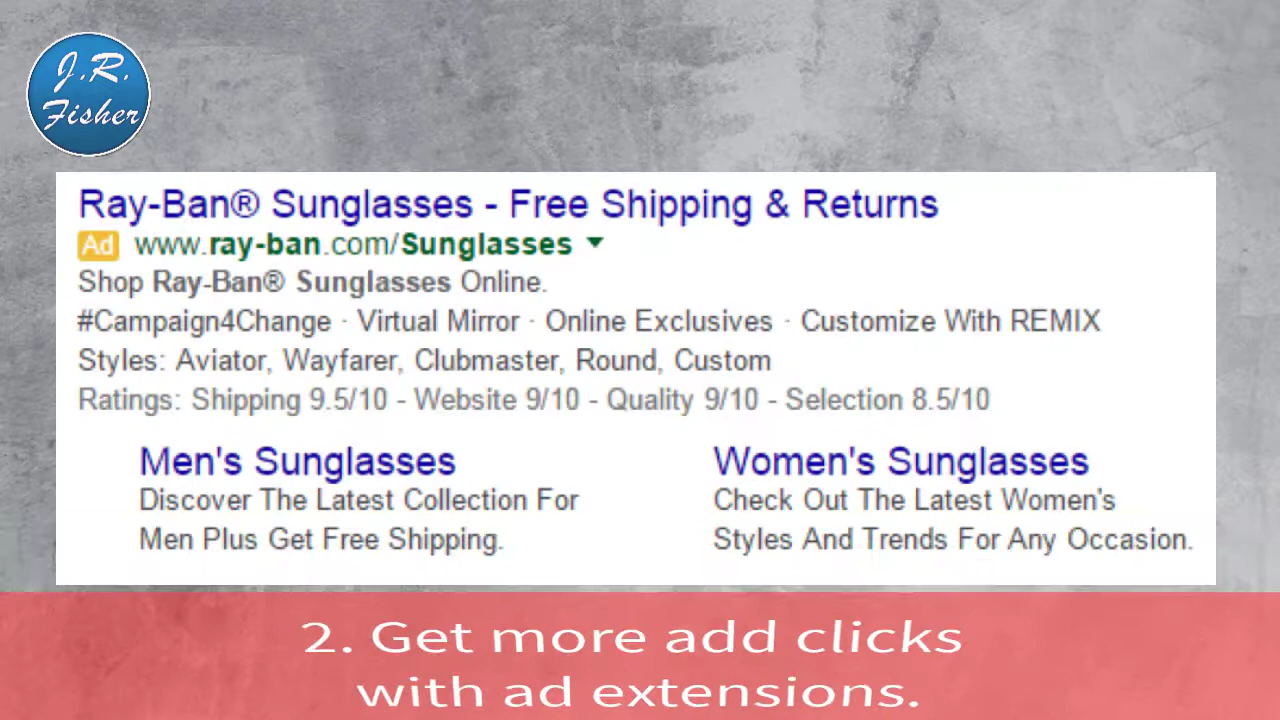 J.R.
Fisher
Ray-Ban® Sunglasses - Free Shipping & Returns
Ad www.ray-ban.com/Sunglasses
Shop Ray-Ban® Sunglasses Online.
#Campaign4Change · Virtual Mirror · Online Exclusives · Customize With REMIX
Styles: Aviator, Wayfarer, Clubmaster, Round, Custom
Ratings: Shipping 9.5/10 - Website 9/10 - Quality 9/10 - Selection 8.5/10
Men's Sunglasses
Discover The Latest Collection For
Men Plus Get Free Shipping.
Women's Sunglasses
Check Out The Latest Women's
Styles And Trends For Any Occasion.
2. Get more add clicks
with ad extensions.